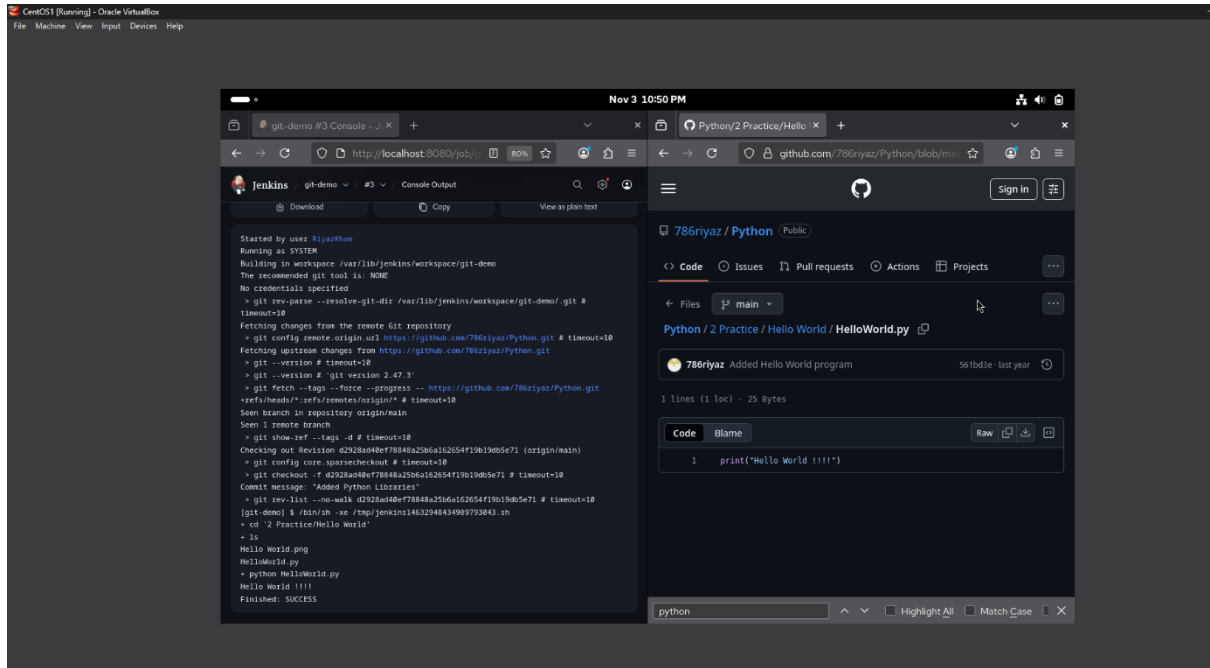 CentOS1 [Running] - Oracle VirtualBox
File Machine View Input Devices Help
Nov 3 10:50 PM
git-demo #3 Console - J
http://localhost:8080/job/g
80%
Jenkins / git-demo / #3 / Console Output
Download Copy View as plain text
Started by user RiyazKhan
Running as SYSTEM
Building in workspace /var/lib/jenkins/workspace/git-demo
The recommended git tool is: NONE
No credentials specified
> git rev-parse --resolve-git-dir /var/lib/jenkins/workspace/git-demo/.git #
timeout=10
Fetching changes from the remote Git repository
> git config remote.origin.url https://github.com/786riyaz/Python.git # timeout=10
Fetching upstream changes from https://github.com/786riyaz/Python.git
> git --version # timeout=10
> git --version # 'git version 2.47.3'
> git fetch --tags --force --progress -- https://github.com/786riyaz/Python.git
+refs/heads/*:refs/remotes/origin/* # timeout=10
Seen branch in repository origin/main
Seen 1 remote branch
> git show-ref --tags -d # timeout=10
Checking out Revision d2928ad40ef78848a25b6a162654f19b19db5e71 (origin/main)
> git config core.sparsecheckout # timeout=10
> git checkout -f d2928ad40ef78848a25b6a162654f19b19db5e71 # timeout=10
Commit message: "Added Python Libraries"
> git rev-list --no-walk d2928ad40ef78848a25b6a162654f19b19db5e71 # timeout=10
[git-demo] $ /bin/sh -xe /tmp/jenkins14632948434989793043.sh
+ cd '2 Practice/Hello World'
+ ls
Hello World.png
HelloWorld.py
+ python HelloWorld.py
Hello World !!!!
Finished: SUCCESS
Python/2 Practice/Hello
github.com/786riyaz/Python/blob/mai
Sign in
786riyaz / Python Public
Code Issues Pull requests Actions Projects
Files main
Python / 2 Practice / Hello World / HelloWorld.py
786riyaz Added Hello World program 561bd3e · last year
1 lines (1 loc) · 25 Bytes
Code Blame Raw
1 print("Hello World !!!!")
python Highlight All Match Case